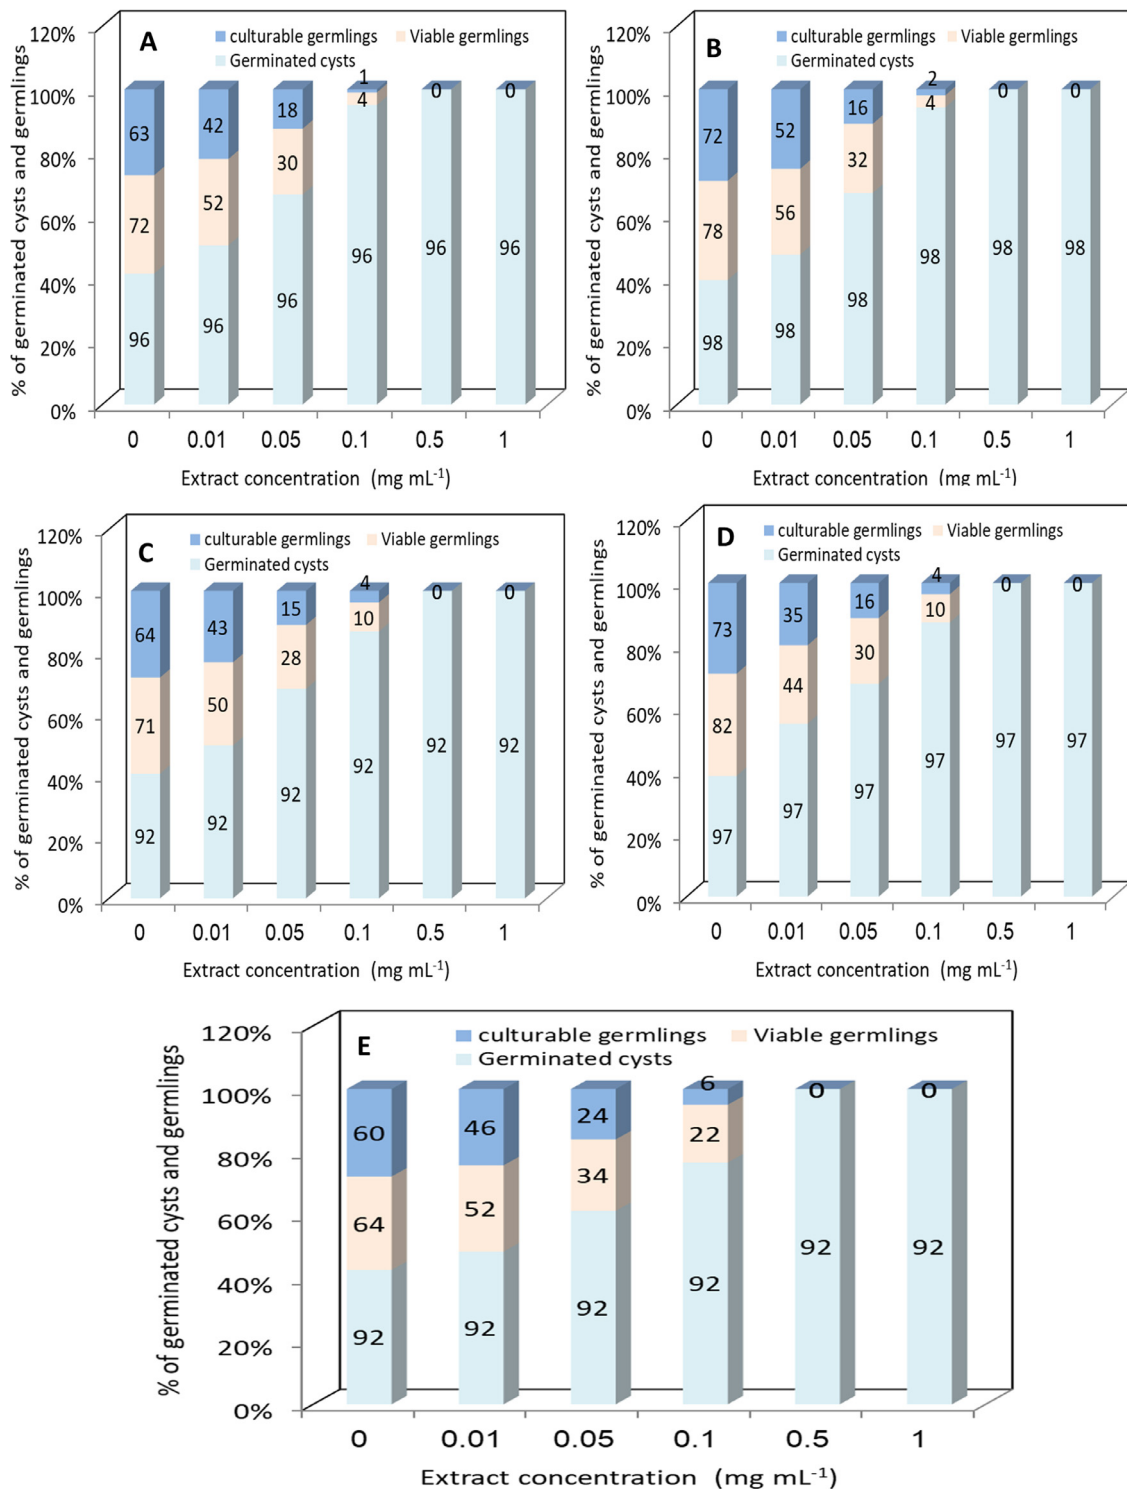 A
culturable germlings Viable germlings
Germinated cysts
% of germinated cysts and germlings
120%
100%
80%
60%
40%
20%
0%
63 42 18 1 0 0
72 52 30 4
96 96 96 96 96 96
0 0.01 0.05 0.1 0.5 1
Extract concentration (mg mL-1)
B
culturable germlings Viable germlings
Germinated cysts
% of germinated cysts and germlings
120%
100%
80%
60%
40%
20%
0%
72 52 16 2 0 0
78 56 32 4
98 98 98 98 98 98
0 0.01 0.05 0.1 0.5 1
Extract concentration (mg mL-1)
C
culturable germlings Viable germlings
Germinated cysts
% of germinated cysts and germlings
120%
100%
80%
60%
40%
20%
0%
64 43 15 4 0 0
71 50 28 10
92 92 92 92 92 92
0 0.01 0.05 0.1 0.5 1
Extract concentration (mg mL-1)
D
culturable germlings Viable germlings
Germinated cysts
% of germinated cysts and germlings
120%
100%
80%
60%
40%
20%
0%
73 35 16 4 0 0
82 44 30 10
97 97 97 97 97 97
0 0.01 0.05 0.1 0.5 1
Extract concentration (mg mL-1)
E
culturable germlings Viable germlings
Germinated cysts
% of germinated cysts and germlings
120%
100%
80%
60%
40%
20%
0%
60 46 24 6 0 0
64 52 34 22
92 92 92 92 92 92
0 0.01 0.05 0.1 0.5 1
Extract concentration (mg mL-1)